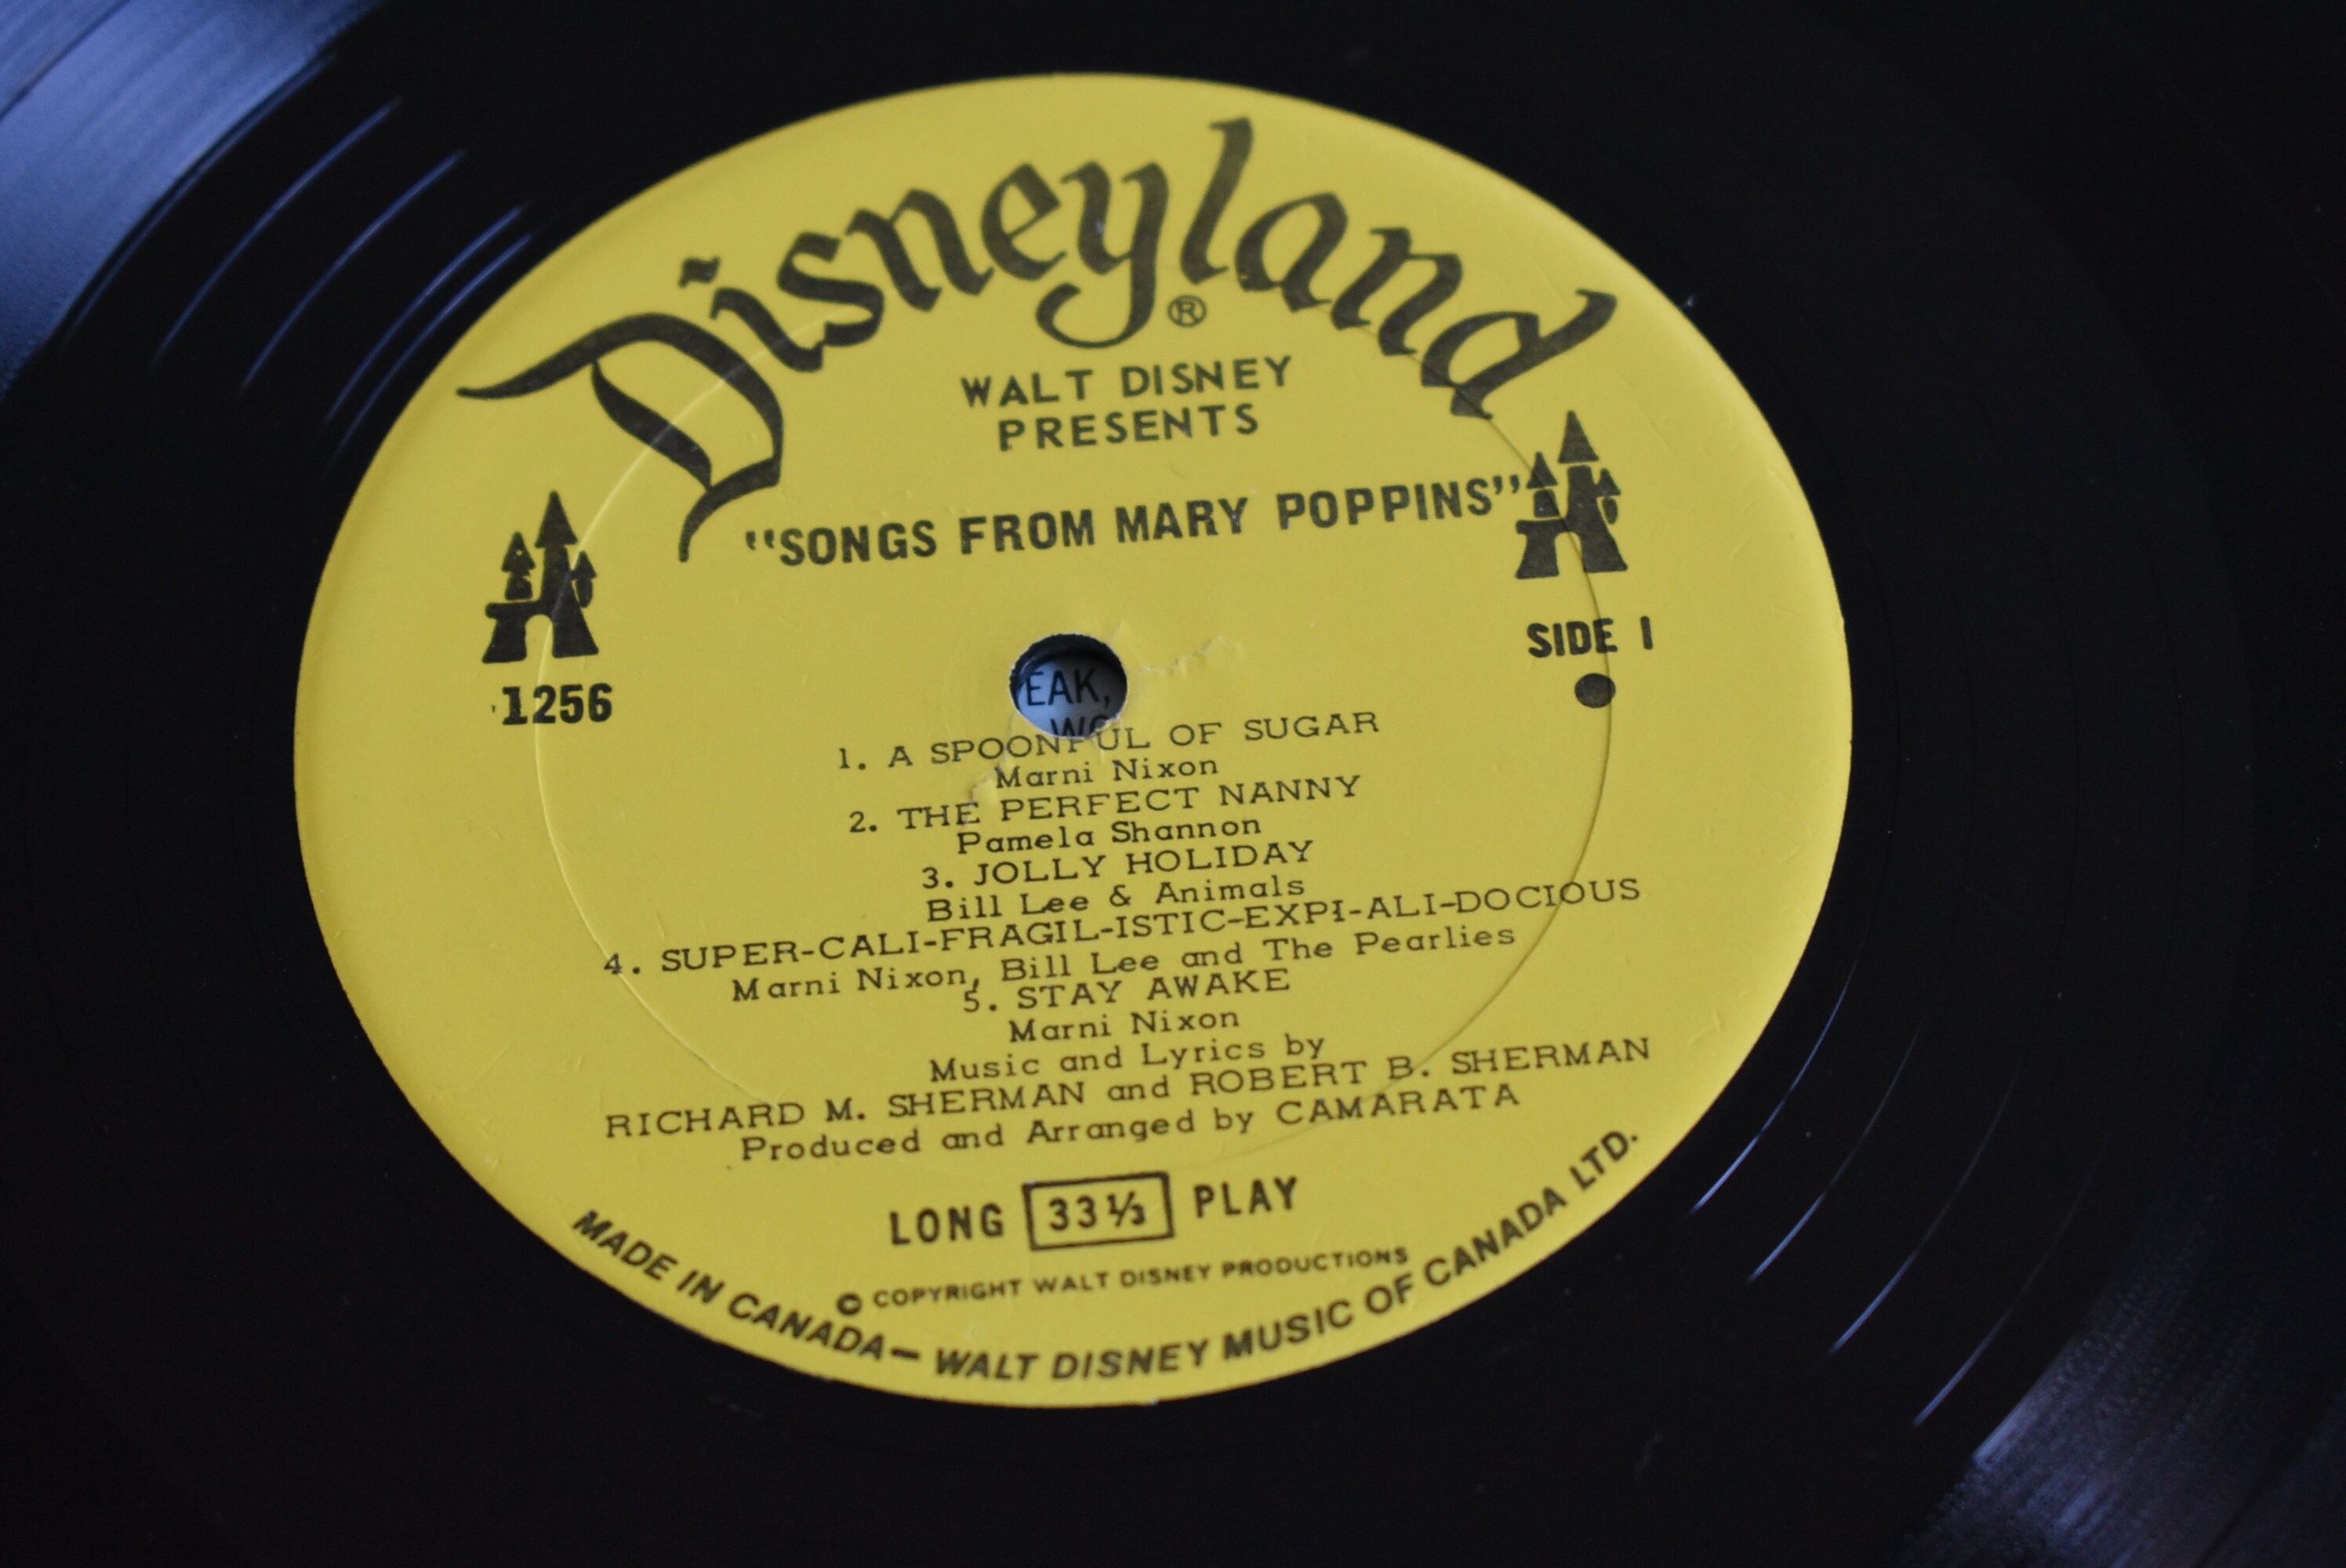 Disneyland
®
WALT DISNEY
PRESENTS
"SONGS FROM MARY POPPINS"
1256
SIDE 1
EAK,
1. A SPOONFUL OF SUGAR
Marni Nixon
2. THE PERFECT NANNY
Pamela Shannon
3. JOLLY HOLIDAY
Bill Lee & Animals
4. SUPER-CALI-FRAGIL-ISTIC-EXPI-ALI-DOCIOUS
Marni Nixon, Bill Lee and The Pearlies
5. STAY AWAKE
Marni Nixon
Music and Lyrics by
RICHARD M. SHERMAN and ROBERT B. SHERMAN
Produced and Arranged by CAMARATA
LONG 33⅓ PLAY
© COPYRIGHT WALT DISNEY PRODUCTIONS
MADE IN CANADA— WALT DISNEY MUSIC OF CANADA LTD.